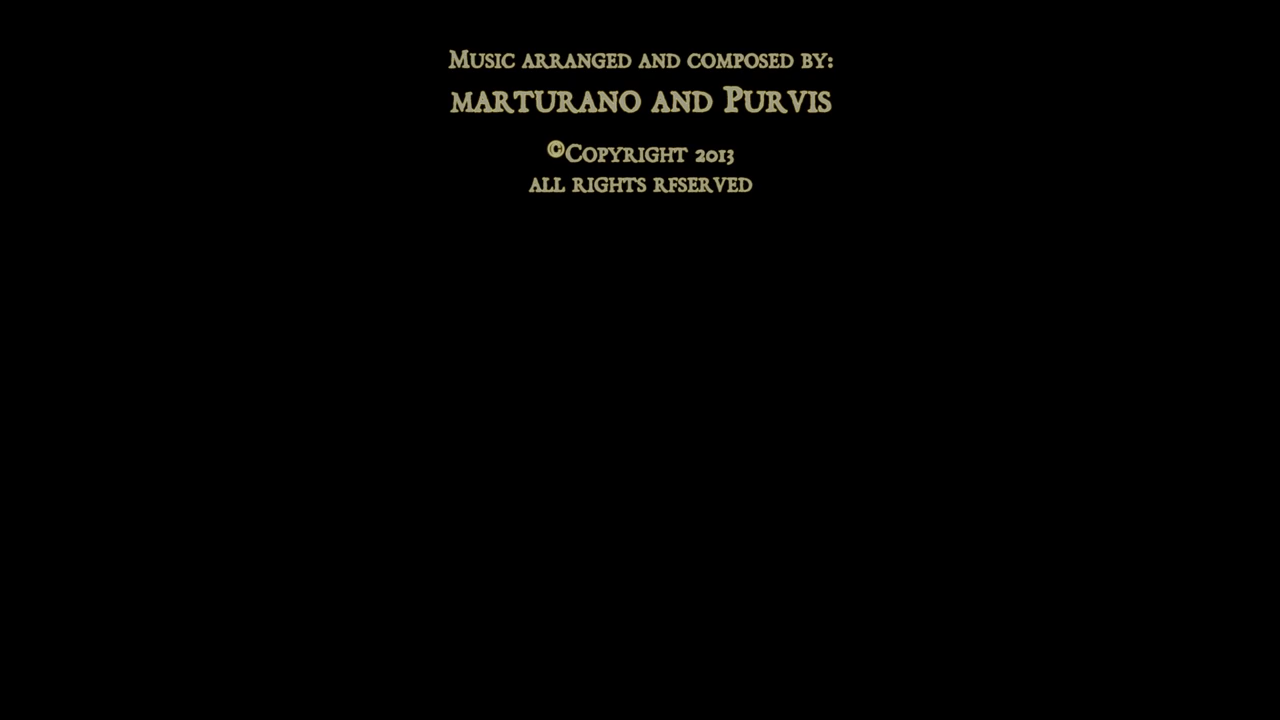 Music arranged and composed by:
marturano and Purvis
©Copyright 2013
all rights rfserved